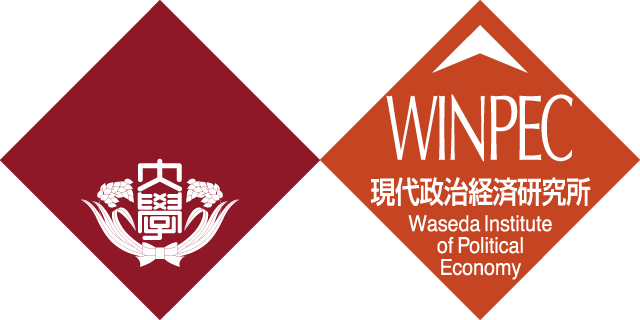 大學
WINPEC
現代政治経済研究所
Waseda Institute
of Political
Economy